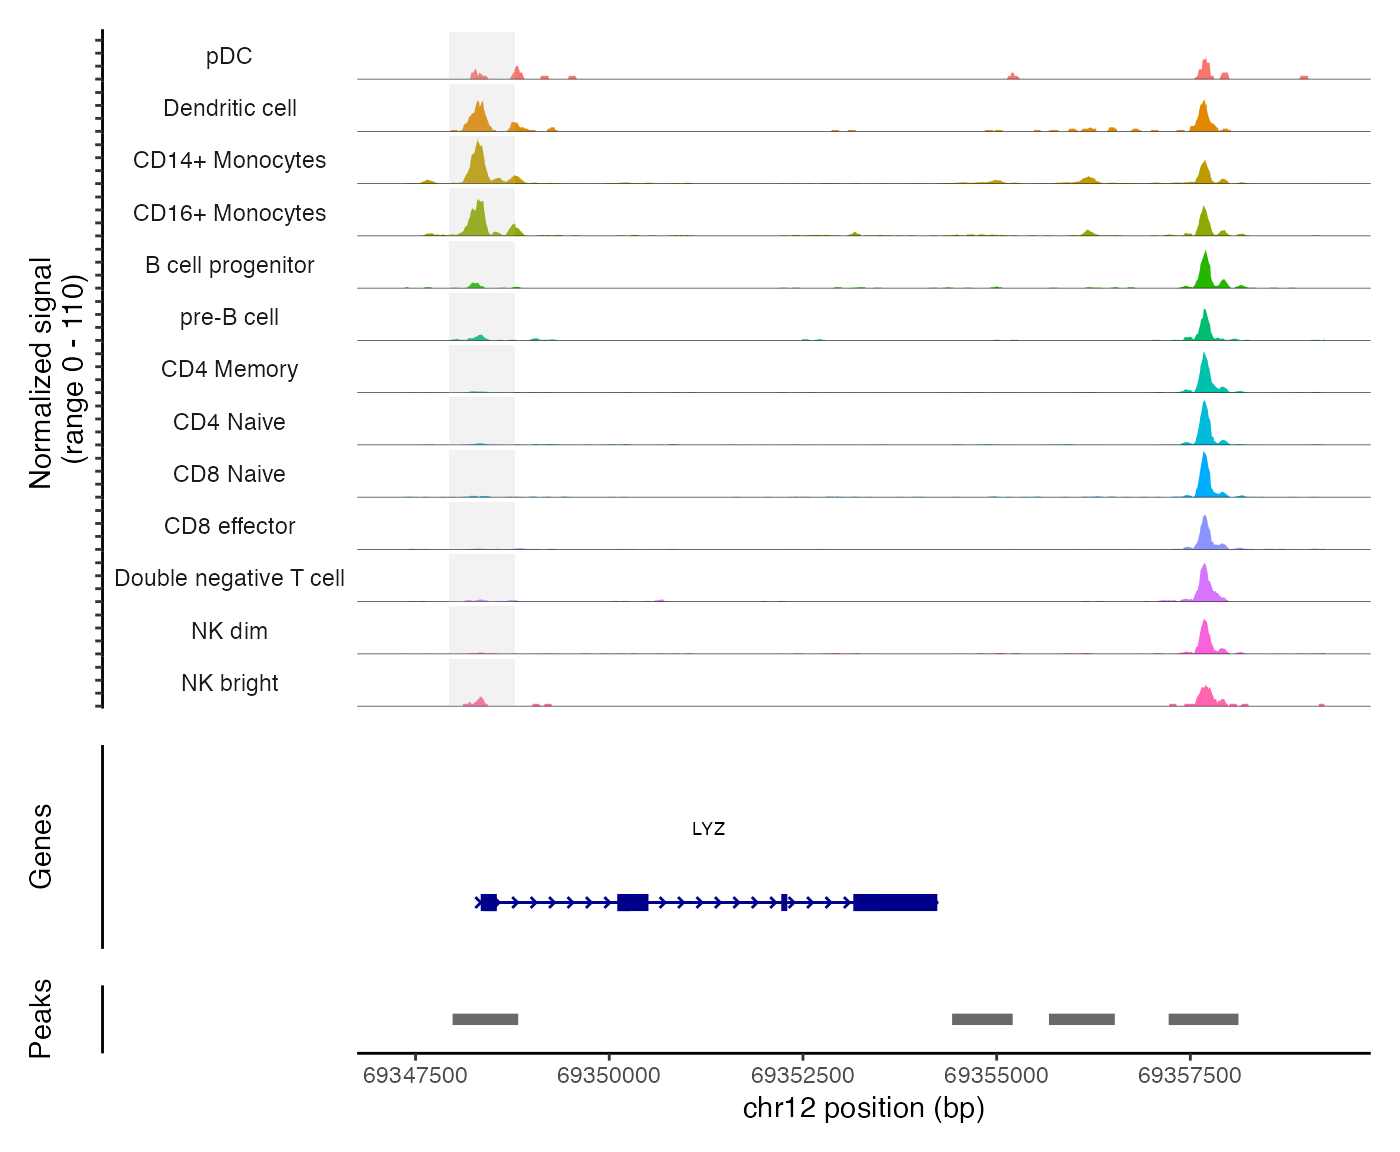 Normalized signal
(range 0 - 110)
pDC
Dendritic cell
CD14+ Monocytes
CD16+ Monocytes
B cell progenitor
pre-B cell
CD4 Memory
CD4 Naive
CD8 Naive
CD8 effector
Double negative T cell
NK dim
NK bright
Genes
LYZ
Peaks
69347500 69350000 69352500 69355000 69357500
chr12 position (bp)